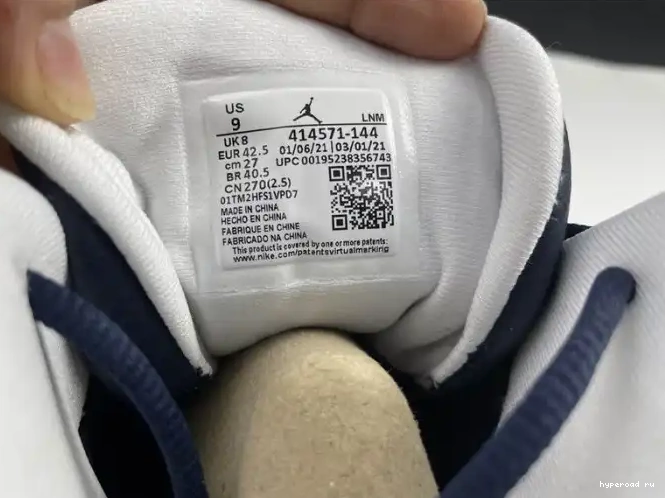 US
9
LNM
UK 8
414571-144
EUR 42.5
01/06/21 | 03/01/21
cm 27
UPC 00195238356743
BR 40.5
CN 270(2.5)
01TM2HFS1VPD7
MADE IN CHINA
HECHO EN CHINA
FABRIQUE EN CHINE
FABRICADO NA CHINA
This product is covered by one or more patents:
www.nike.com/patentsvirtualmarking
hyperoad ru